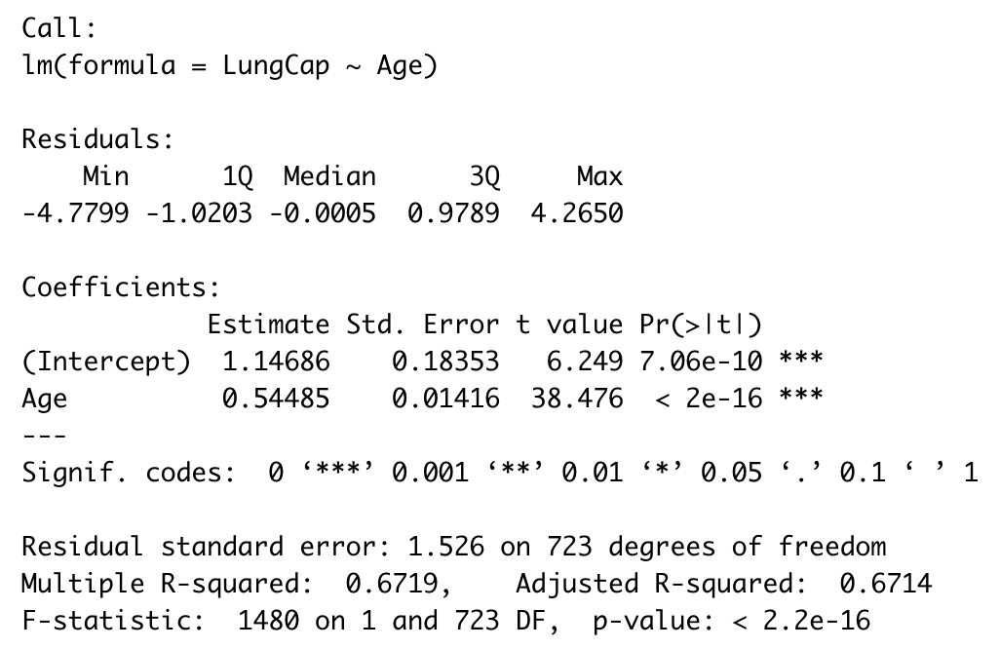 Call:
lm(formula = LungCap ~ Age)
Residuals:
    Min      1Q  Median      3Q     Max
-4.7799 -1.0203 -0.0005  0.9789  4.2650
Coefficients:
            Estimate Std. Error t value Pr(>|t|)
(Intercept)  1.14686    0.18353   6.249 7.06e-10 ***
Age          0.54485    0.01416  38.476  < 2e-16 ***
---
Signif. codes:  0 ‘***’ 0.001 ‘**’ 0.01 ‘*’ 0.05 ‘.’ 0.1 ‘ ’ 1
Residual standard error: 1.526 on 723 degrees of freedom
Multiple R-squared:  0.6719,    Adjusted R-squared:  0.6714
F-statistic:  1480 on 1 and 723 DF,  p-value: < 2.2e-16